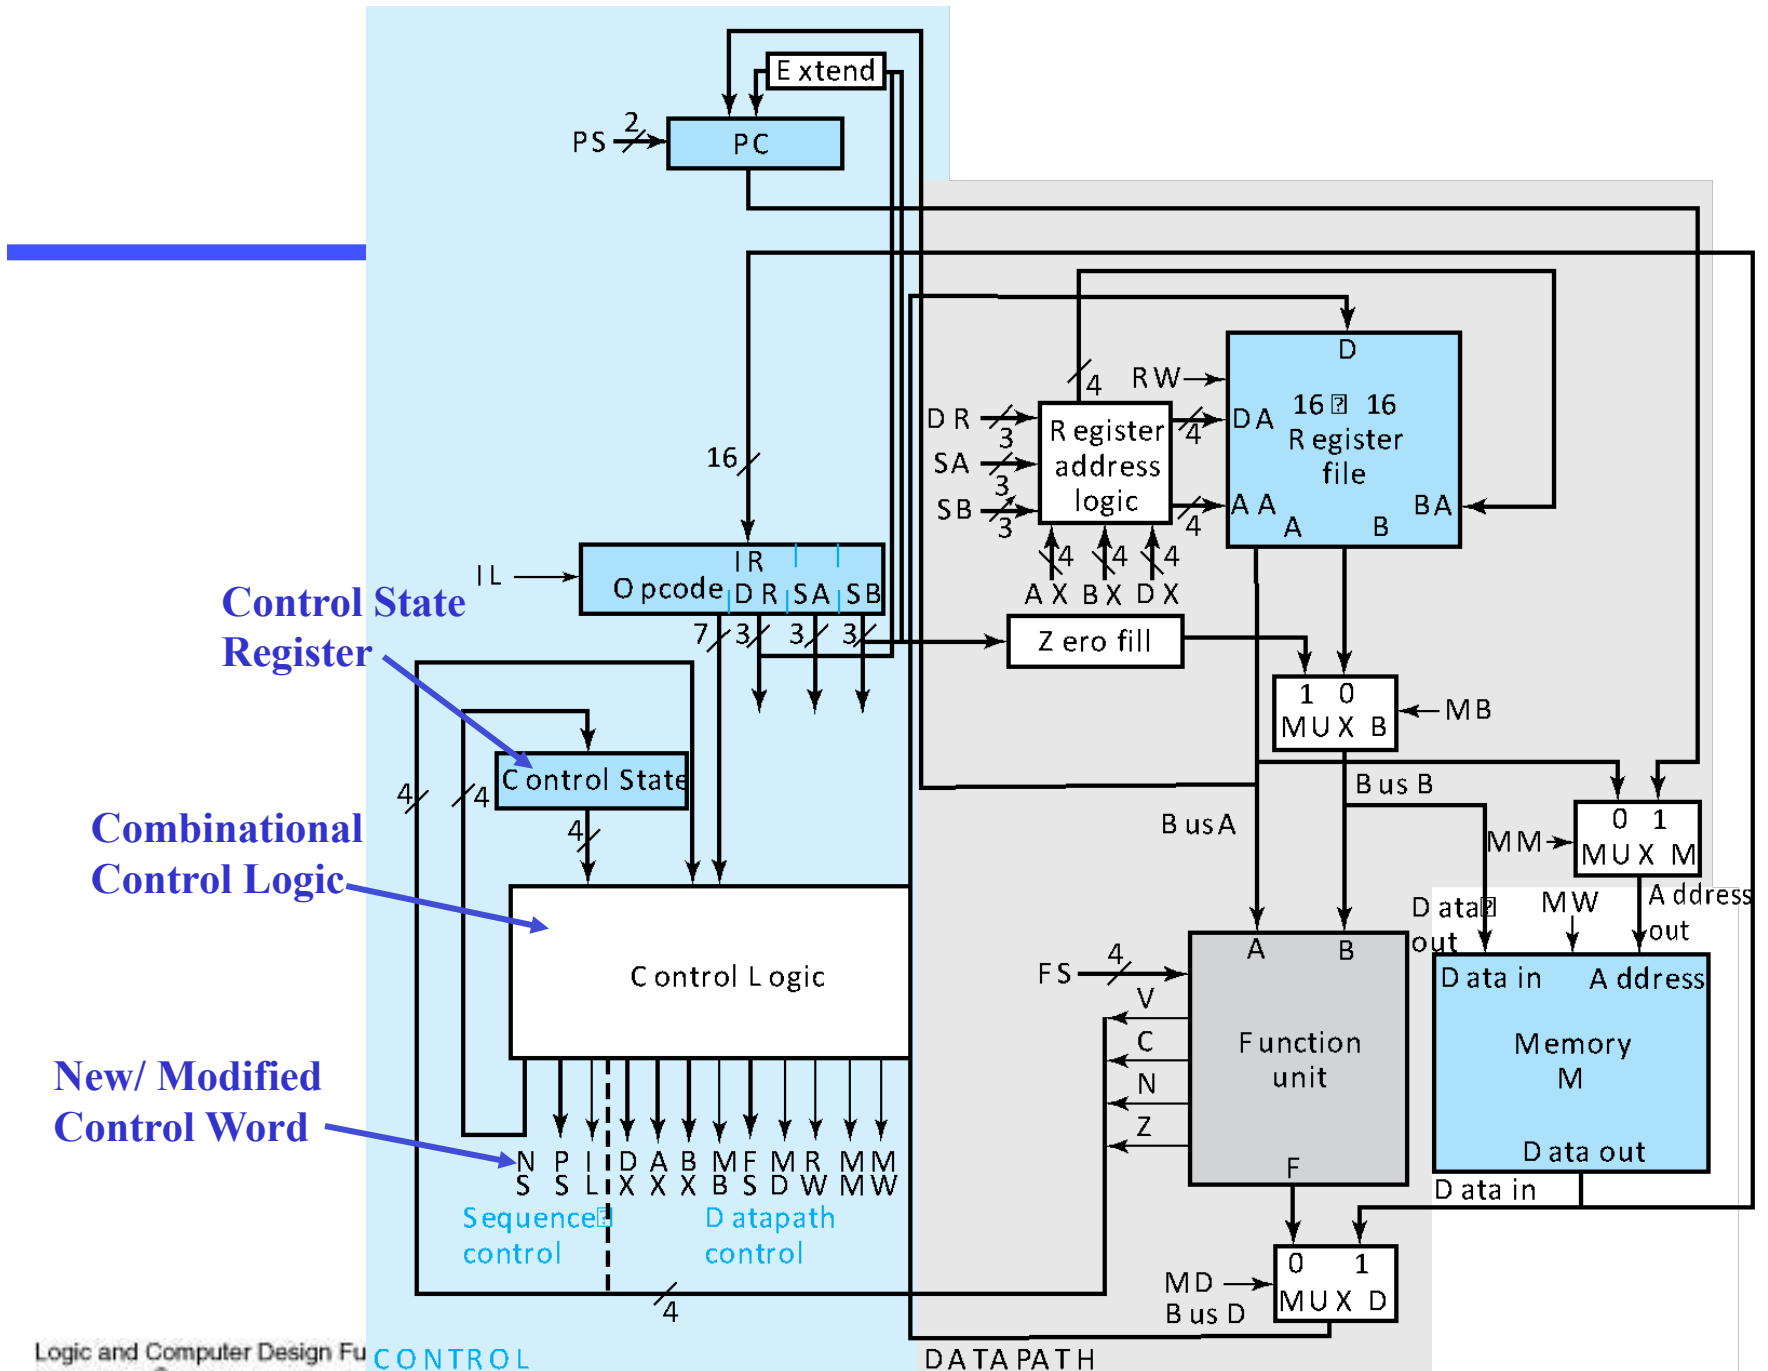 Extend
PS
2
PC
D
RW
4
16 16
Register
file
DA
AA
BA
A
B
DR
3
SA
3
SB
3
Register
address
logic
4
4
4
4
4
AX BX DX
16
IR
Opcode DR SA SB
IL
7
3
3
3
Zero fill
Control State
Register
1 0
MUX B
MB
Control State
4
4
4
Bus B
Bus A
0 1
MUX M
MM
Combinational
Control Logic
Control Logic
Data
out
MW
Address
out
FS
4
A
B
V
C
N
Z
Function
unit
F
Data in Address
Memory
M
Data out
Data in
New/ Modified
Control Word
N P I D A B M F M R M M
S S L X X X B S D W M W
Sequence
control
Datapath
control
4
0 1
MUX D
MD
Bus D
Logic and Computer Design Fu
CONTROL
DATAPATH